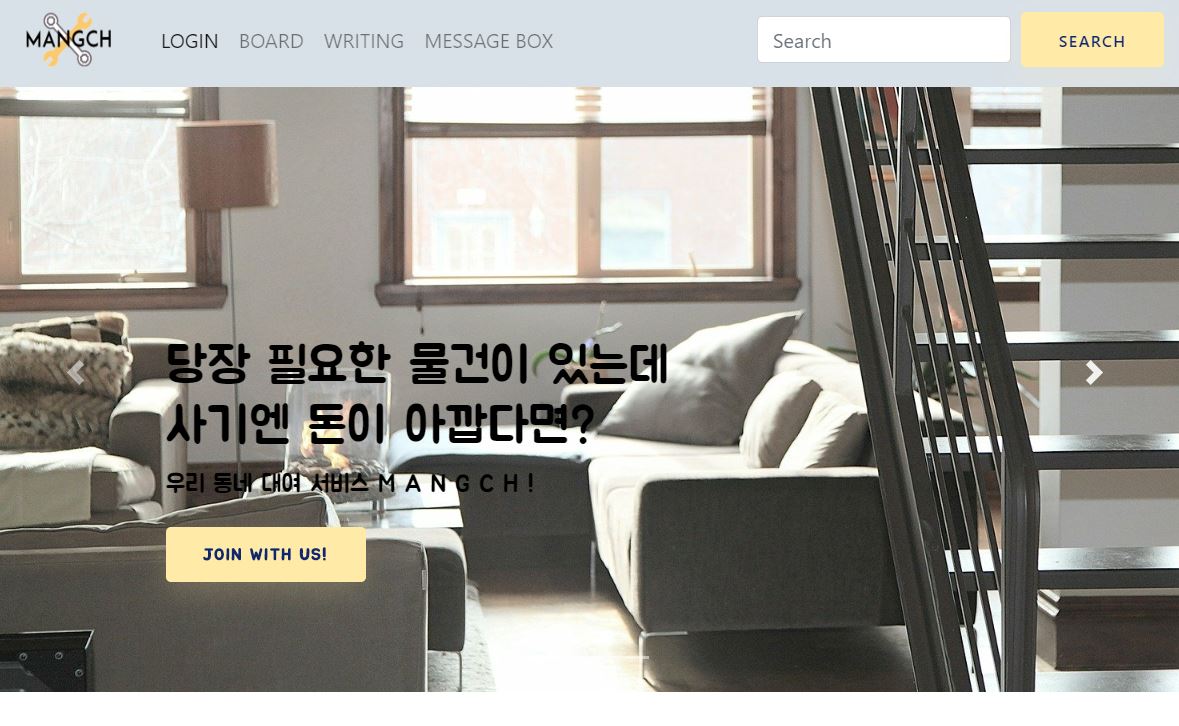 MANGCH
LOGIN BOARD WRITING MESSAGE BOX
Search
SEARCH
당장 필요한 물건이 있는데
사기엔 돈이 아깝다면?
우리 동네 대여 서비스 M A N G C H !
JOIN WITH US!